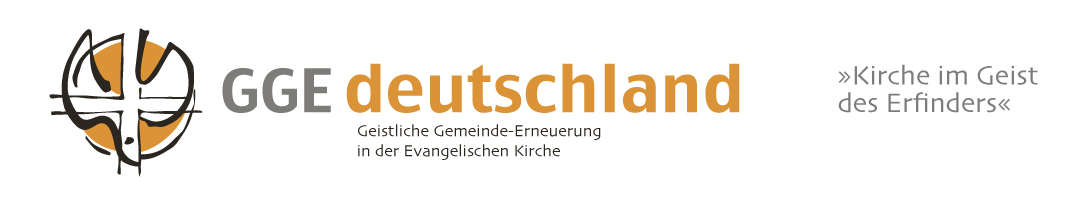 GGE deutschland
Geistliche Gemeinde-Erneuerung
in der Evangelischen Kirche
»Kirche im Geist
des Erfinders«